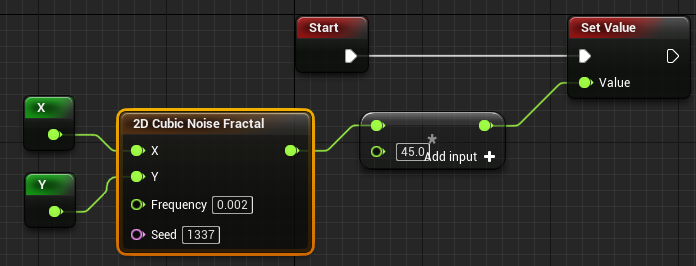 Start
Set Value
Value
X
2D Cubic Noise Fractal
X
Y
Y
Frequency 0.002
Seed 1337
*
45.0
Add input +